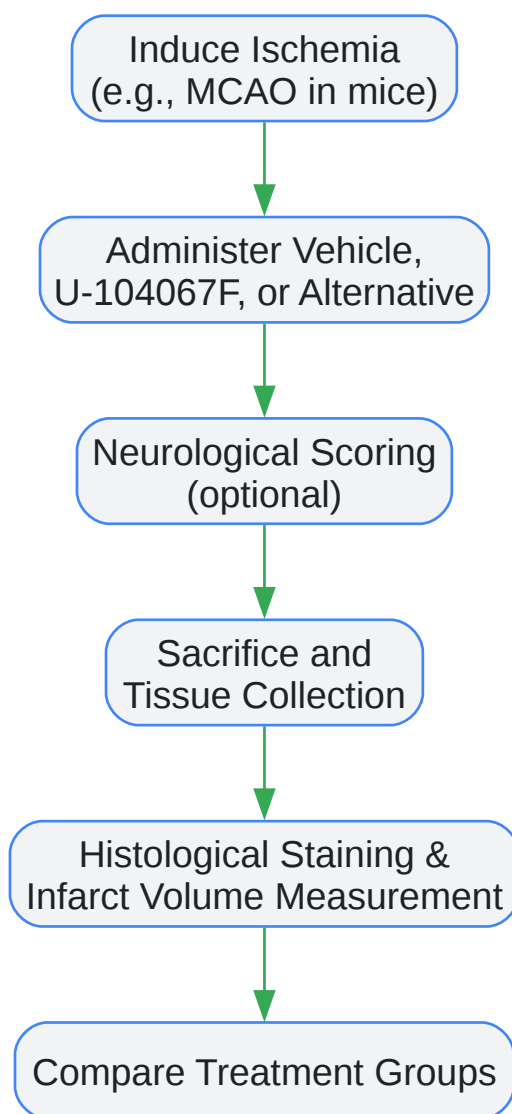 Induce Ischemia
(e.g., MCAO in mice)
Administer Vehicle,
U-104067F, or Alternative
Neurological Scoring
(optional)
Sacrifice and
Tissue Collection
Histological Staining &
Infarct Volume Measurement
Compare Treatment Groups